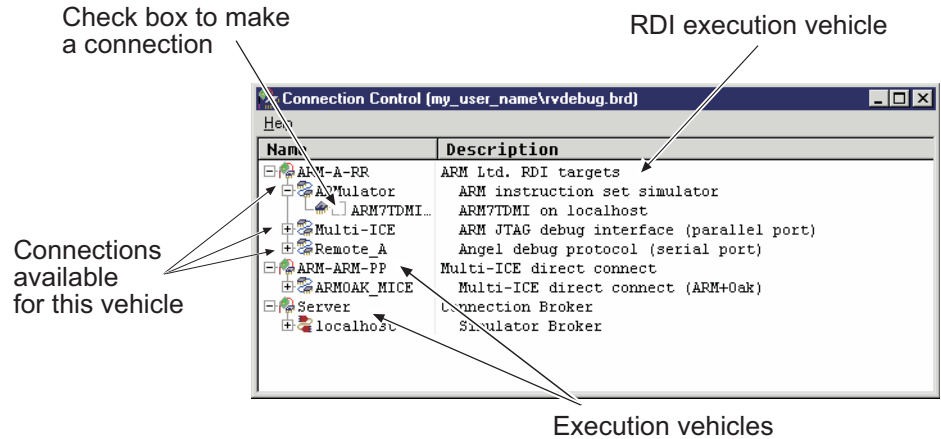 Check box to make
a connection
RDI execution vehicle
Connection Control (my_user_name\rvdebug.brd)
Help
Name Description
ARM-A-RR ARM Ltd. RDI targets
ARMulator ARM instruction set simulator
ARM7TDMI... ARM7TDMI on localhost
Multi-ICE ARM JTAG debug interface (parallel port)
Remote_A Angel debug protocol (serial port)
ARM-ARM-PP Multi-ICE direct connect
ARMOAK_MICE Multi-ICE direct connect (ARM+Oak)
Server Connection Broker
localhost Simulator Broker
Connections
available
for this vehicle
Execution vehicles